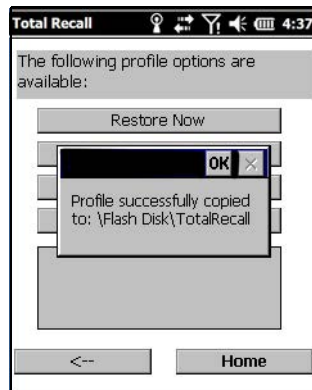 Total Recall 4:37
The following profile options are
available:
Restore Now
OK
Profile successfully copied
to: \Flash Disk\TotalRecall
<-- Home